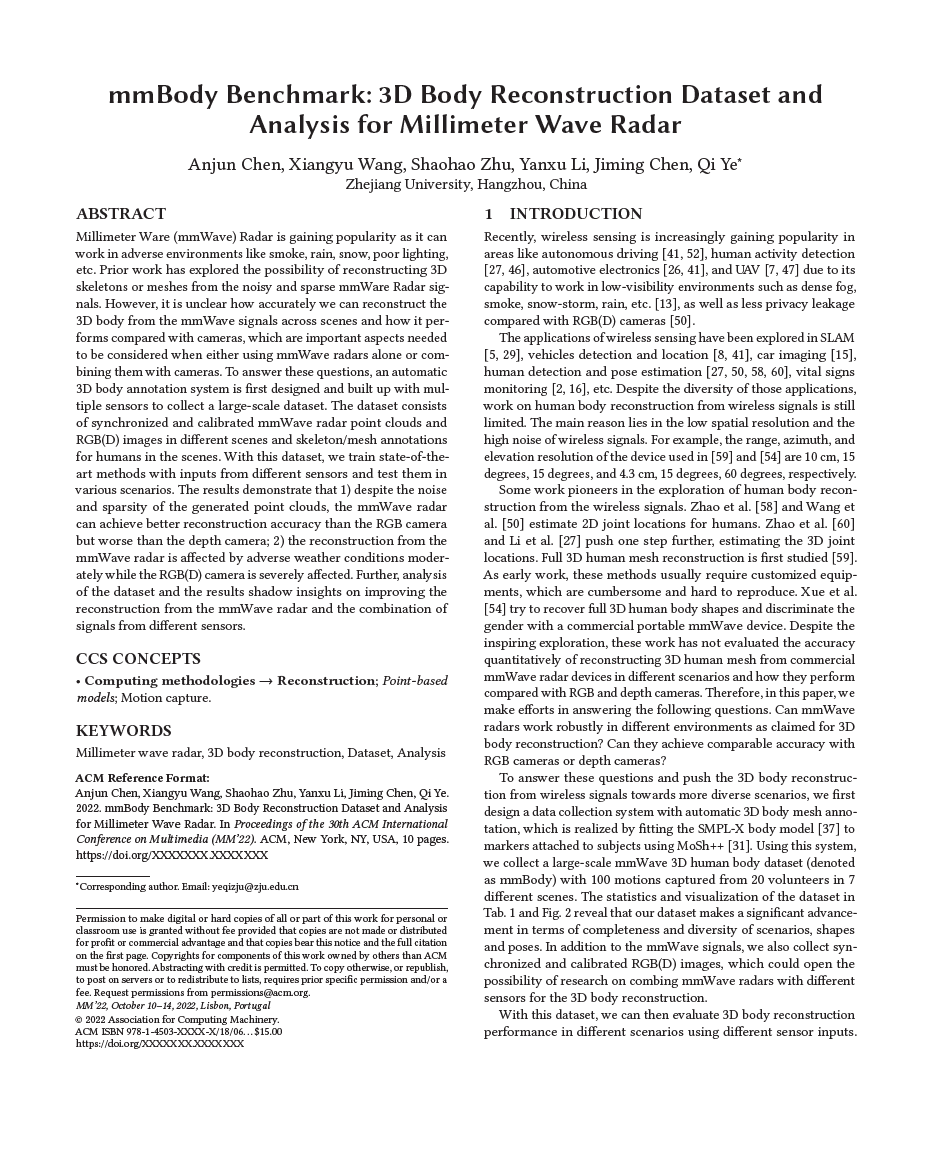 mmBody Benchmark: 3D Body Reconstruction Dataset and
Analysis for Millimeter Wave Radar
Anjun Chen, Xiangyu Wang, Shaohao Zhu, Yanxu Li, Jiming Chen, Qi Ye*
Zhejiang University, Hangzhou, China
ABSTRACT
Millimeter Ware (mmWave) Radar is gaining popularity as it can
work in adverse environments like smoke, rain, snow, poor lighting,
etc. Prior work has explored the possibility of reconstructing 3D
skeletons or meshes from the noisy and sparse mmWare Radar sig-
nals. However, it is unclear how accurately we can reconstruct the
3D body from the mmWave signals across scenes and how it per-
forms compared with cameras, which are important aspects needed
to be considered when either using mmWave radars alone or com-
bining them with cameras. To answer these questions, an automatic
3D body annotation system is first designed and built up with mul-
tiple sensors to collect a large-scale dataset. The dataset consists
of synchronized and calibrated mmWave radar point clouds and
RGB(D) images in different scenes and skeleton/mesh annotations
for humans in the scenes. With this dataset, we train state-of-the-
art methods with inputs from different sensors and test them in
various scenarios. The results demonstrate that 1) despite the noise
and sparsity of the generated point clouds, the mmWave radar
can achieve better reconstruction accuracy than the RGB camera
but worse than the depth camera; 2) the reconstruction from the
mmWave radar is affected by adverse weather conditions moder-
ately while the RGB(D) camera is severely affected. Further, analysis
of the dataset and the results shadow insights on improving the
reconstruction from the mmWave radar and the combination of
signals from different sensors.
CCS CONCEPTS
• Computing methodologies → Reconstruction; Point-based
models; Motion capture.
KEYWORDS
Millimeter wave radar, 3D body reconstruction, Dataset, Analysis
ACM Reference Format:
Anjun Chen, Xiangyu Wang, Shaohao Zhu, Yanxu Li, Jiming Chen, Qi Ye.
2022. mmBody Benchmark: 3D Body Reconstruction Dataset and Analysis
for Millimeter Wave Radar. In Proceedings of the 30th ACM International
Conference on Multimedia (MM'22). ACM, New York, NY, USA, 10 pages.
https://doi.org/XXXXXXX.XXXXXXX
*Corresponding author. Email: yeqizju@zju.edu.cn
Permission to make digital or hard copies of all or part of this work for personal or
classroom use is granted without fee provided that copies are not made or distributed
for profit or commercial advantage and that copies bear this notice and the full citation
on the first page. Copyrights for components of this work owned by others than ACM
must be honored. Abstracting with credit is permitted. To copy otherwise, or republish,
to post on servers or to redistribute to lists, requires prior specific permission and/or a
fee. Request permissions from permissions@acm.org.
MM'22, October 10–14, 2022, Lisbon, Portugal
© 2022 Association for Computing Machinery.
ACM ISBN 978-1-4503-XXXX-X/18/06...$15.00
https://doi.org/XXXXXXX.XXXXXXX
1 INTRODUCTION
Recently, wireless sensing is increasingly gaining popularity in
areas like autonomous driving [41, 52], human activity detection
[27, 46], automotive electronics [26, 41], and UAV [7, 47] due to its
capability to work in low-visibility environments such as dense fog,
smoke, snow-storm, rain, etc. [13], as well as less privacy leakage
compared with RGB(D) cameras [50].
The applications of wireless sensing have been explored in SLAM
[5, 29], vehicles detection and location [8, 41], car imaging [15],
human detection and pose estimation [27, 50, 58, 60], vital signs
monitoring [2, 16], etc. Despite the diversity of those applications,
work on human body reconstruction from wireless signals is still
limited. The main reason lies in the low spatial resolution and the
high noise of wireless signals. For example, the range, azimuth, and
elevation resolution of the device used in [59] and [54] are 10 cm, 15
degrees, 15 degrees, and 4.3 cm, 15 degrees, 60 degrees, respectively.
Some work pioneers in the exploration of human body recon-
struction from the wireless signals. Zhao et al. [58] and Wang et
al. [50] estimate 2D joint locations for humans. Zhao et al. [60]
and Li et al. [27] push one step further, estimating the 3D joint
locations. Full 3D human mesh reconstruction is first studied [59].
As early work, these methods usually require customized equip-
ments, which are cumbersome and hard to reproduce. Xue et al.
[54] try to recover full 3D human body shapes and discriminate the
gender with a commercial portable mmWave device. Despite the
inspiring exploration, these work has not evaluated the accuracy
quantitatively of reconstructing 3D human mesh from commercial
mmWave radar devices in different scenarios and how they perform
compared with RGB and depth cameras. Therefore, in this paper, we
make efforts in answering the following questions. Can mmWave
radars work robustly in different environments as claimed for 3D
body reconstruction? Can they achieve comparable accuracy with
RGB cameras or depth cameras?
To answer these questions and push the 3D body reconstruc-
tion from wireless signals towards more diverse scenarios, we first
design a data collection system with automatic 3D body mesh anno-
tation, which is realized by fitting the SMPL-X body model [37] to
markers attached to subjects using MoSh++ [31]. Using this system,
we collect a large-scale mmWave 3D human body dataset (denoted
as mmBody) with 100 motions captured from 20 volunteers in 7
different scenes. The statistics and visualization of the dataset in
Tab. 1 and Fig. 2 reveal that our dataset makes a significant advance-
ment in terms of completeness and diversity of scenarios, shapes
and poses. In addition to the mmWave signals, we also collect syn-
chronized and calibrated RGB(D) images, which could open the
possibility of research on combing mmWave radars with different
sensors for the 3D body reconstruction.
With this dataset, we can then evaluate 3D body reconstruction
performance in different scenarios using different sensor inputs.